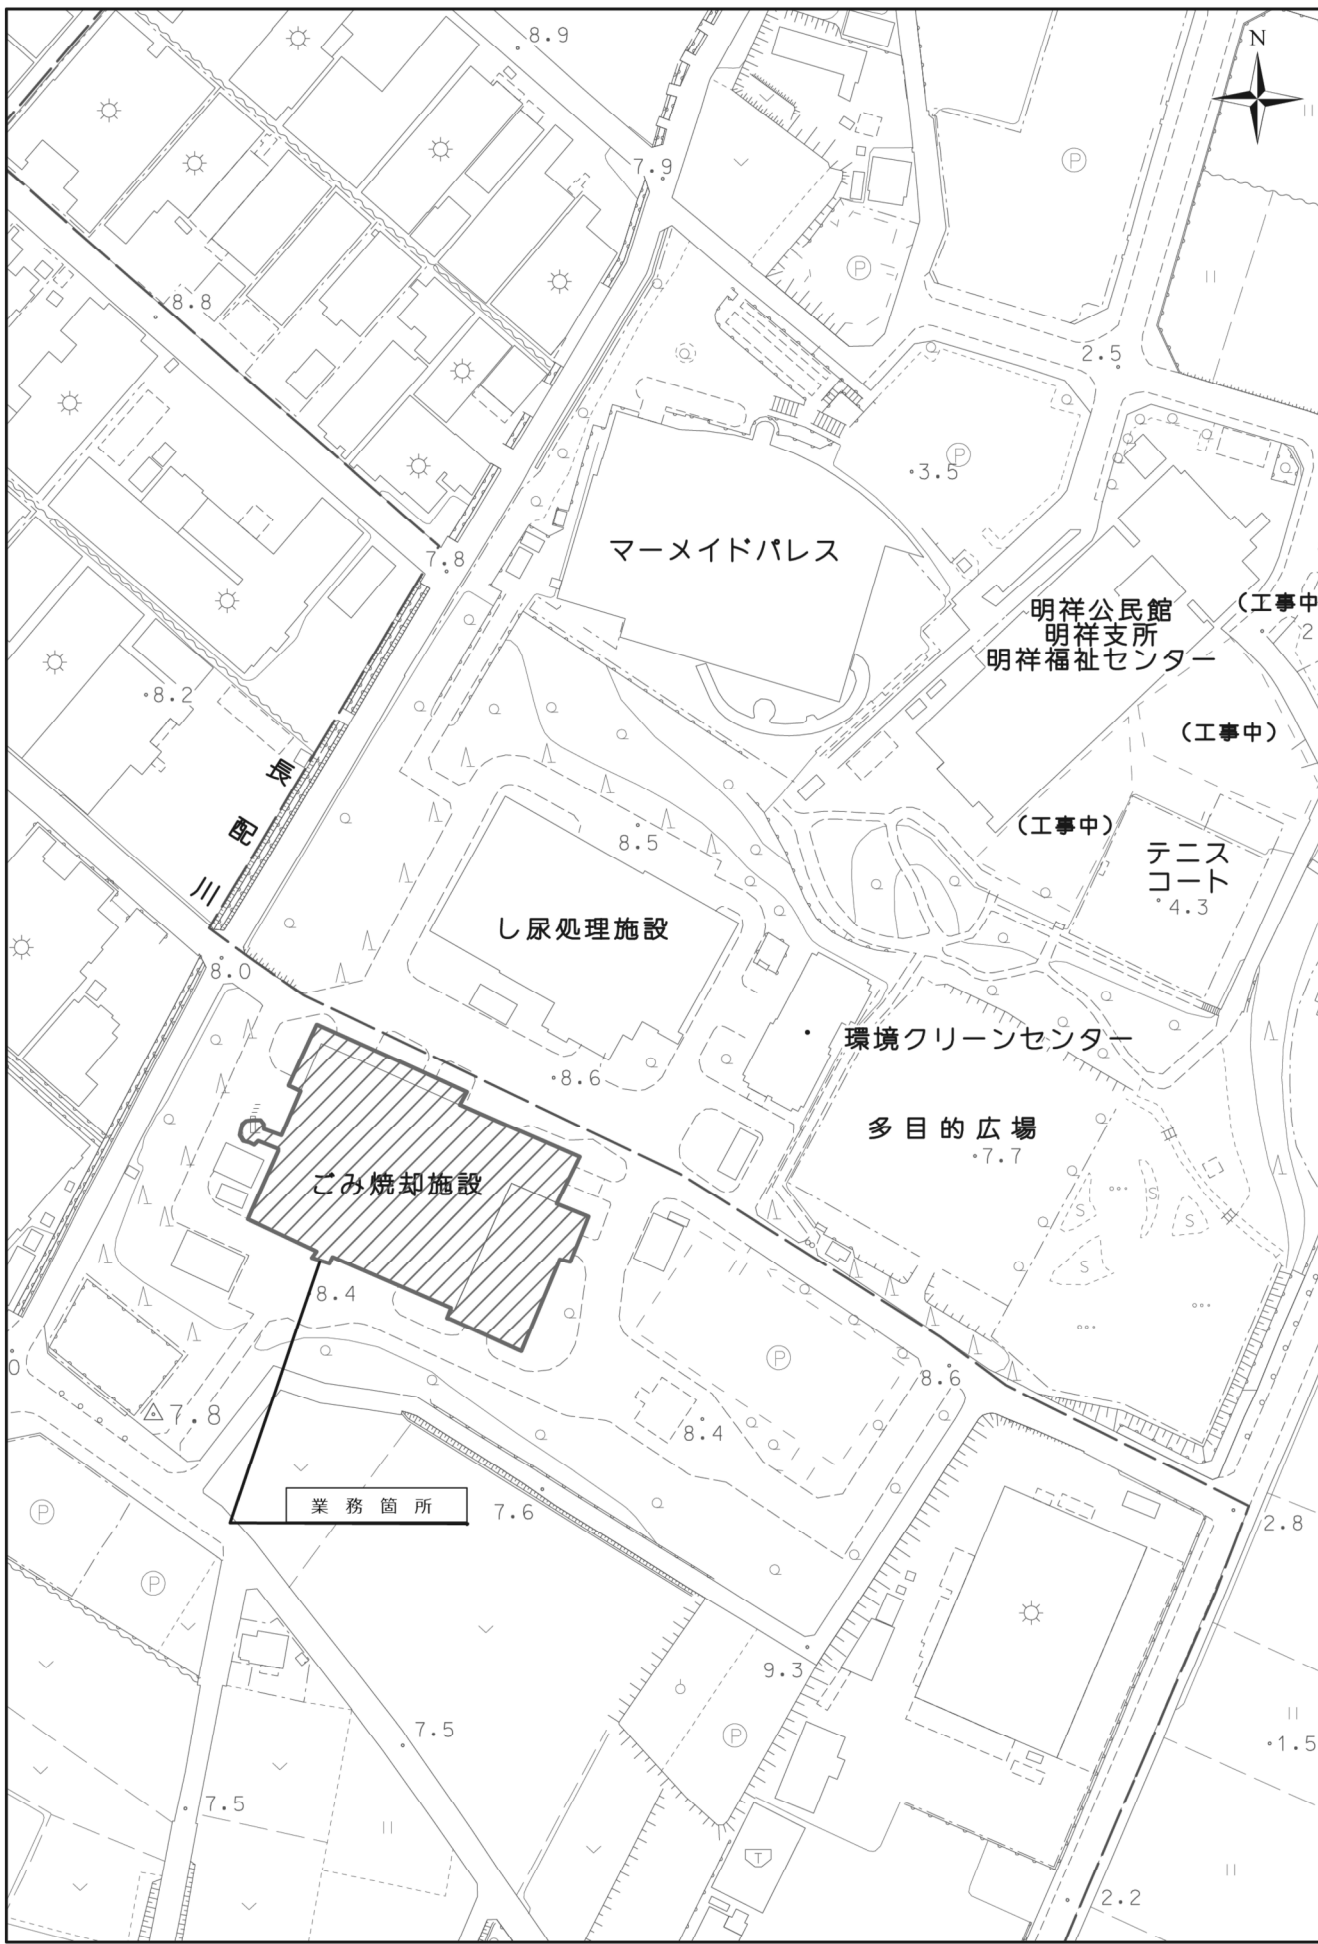 8.9
N
7.9
P
P
8.8
2.5
P
3.5
マーメイドパレス
7.8
明祥公民館
明祥支所
明祥福祉センター
(工事中
2
8.2
(工事中)
長
配
川
8.5
(工事中)
テニス
コート
4.3
し尿処理施設
8.0
環境クリーンセンター
8.6
多目的広場
7.7
ごみ焼却施設
S
S
S
S
8.4
0
P
8.6
7.8
8.4
業務箇所
7.6
P
2.8
P
9.3
7.5
P
1.5
7.5
T
2.2